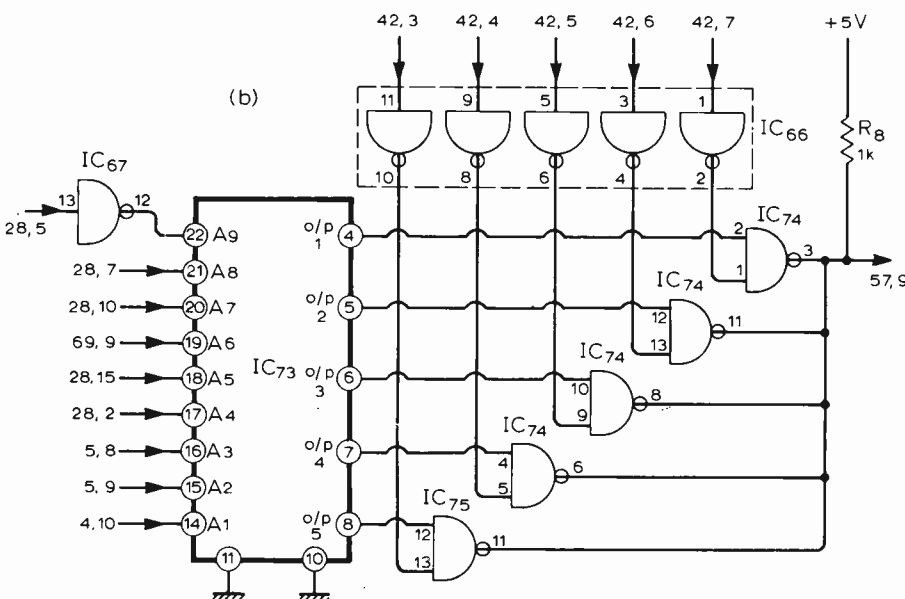 42,3 42,4 42,5 42,6 42,7 +5V
(b)
11 9 5 3 1
IC66
R8
1k
10 8 6 4 2
IC67
13 12
28,5
IC74
2 3
1
57,9
22 A9 o/p 1 4
28,7 21 A8
28,10 20 A7 o/p 2 5
IC74
12 11
13
69,9 19 A6
28,15 18 A5 IC73 o/p 3 6
IC74
10 8
9
28,2 17 A4
5,8 16 A3 o/p 4 7
IC74
4 6
5
5,9 15 A2
4,10 14 A1 o/p 5 8
IC75
12 11
13
11 10